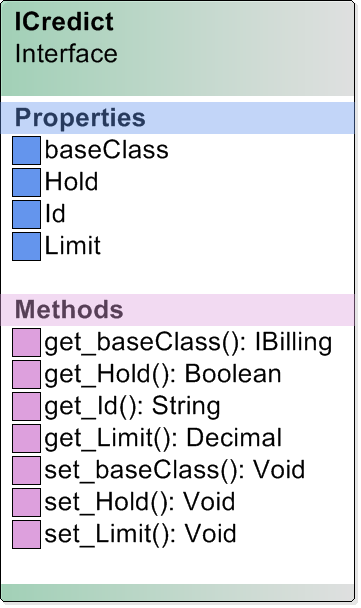 ICredict
Interface
Properties
baseClass
Hold
Id
Limit
Methods
get_baseClass(): IBilling
get_Hold(): Boolean
get_Id(): String
get_Limit(): Decimal
set_baseClass(): Void
set_Hold(): Void
set_Limit(): Void